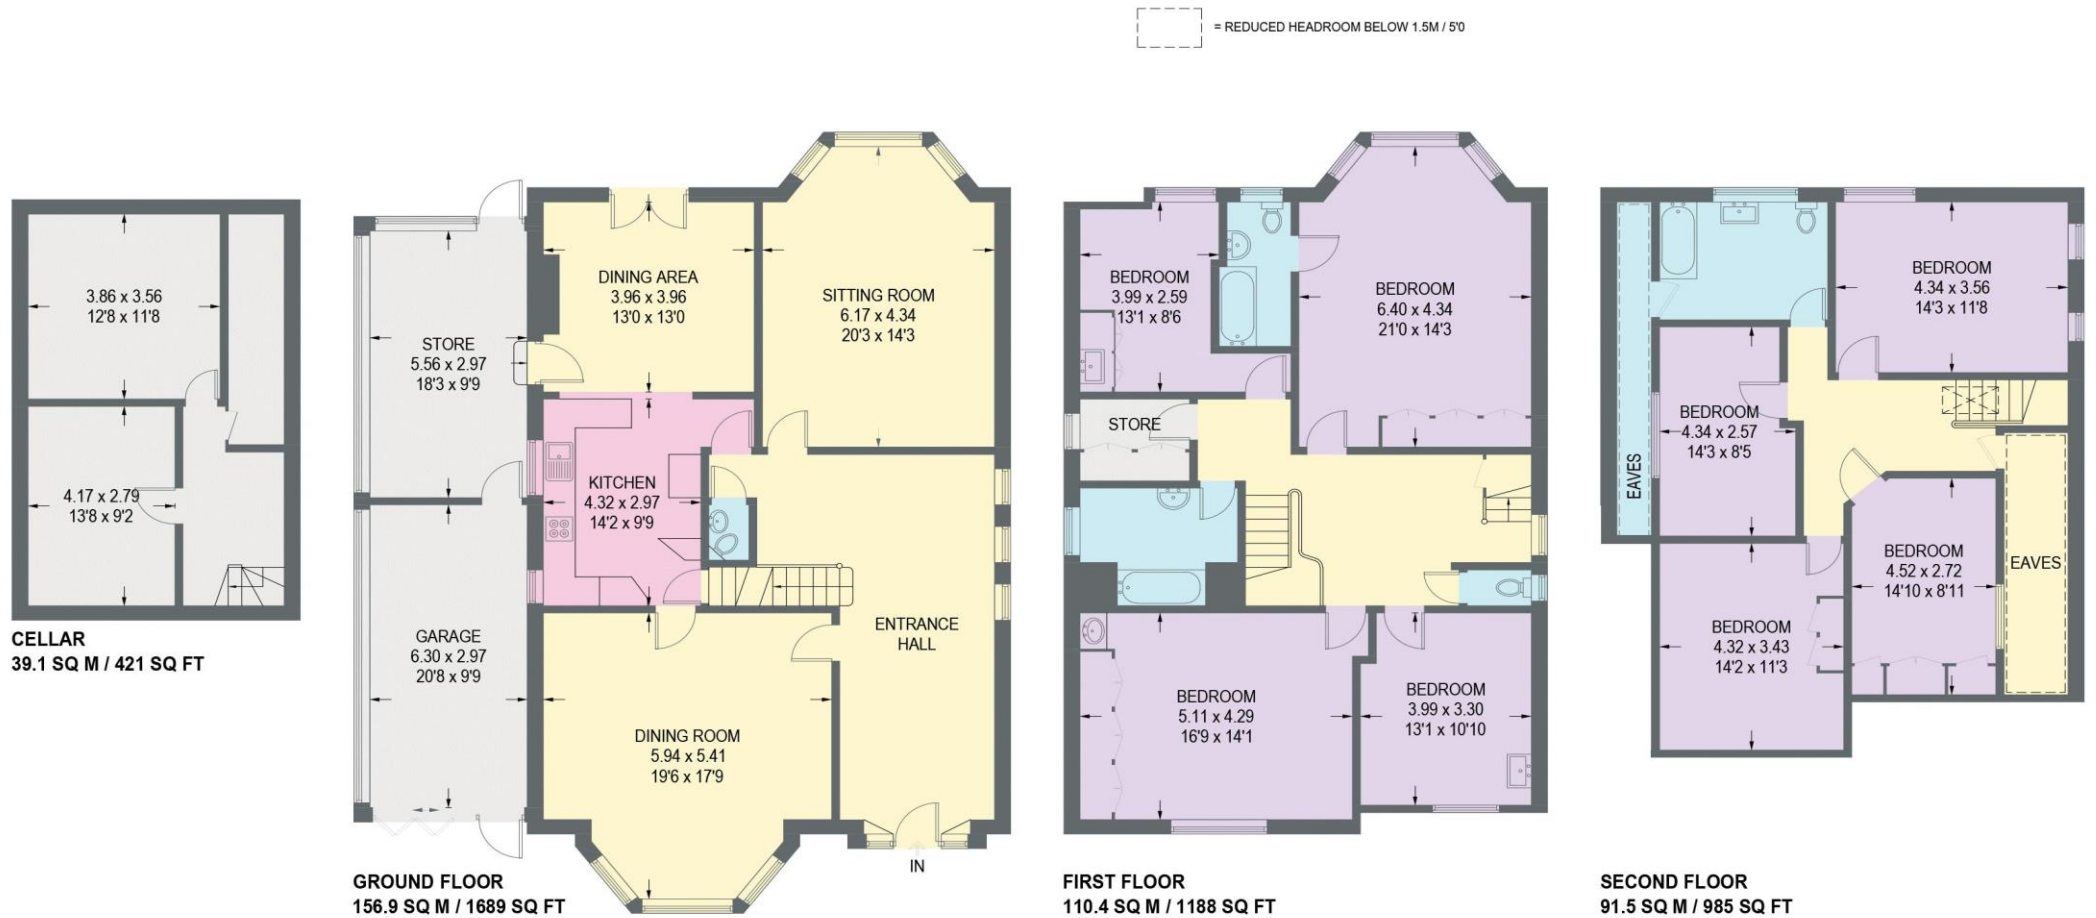 = REDUCED HEADROOM BELOW 1.5M / 5'0
3.86 x 3.56
12'8 x 11'8
4.17 x 2.79
13'8 x 9'2
CELLAR
39.1 SQ M / 421 SQ FT
STORE
5.56 x 2.97
18'3 x 9'9
GARAGE
6.30 x 2.97
20'8 x 9'9
DINING AREA
3.96 x 3.96
13'0 x 13'0
SITTING ROOM
6.17 x 4.34
20'3 x 14'3
KITCHEN
4.32 x 2.97
14'2 x 9'9
ENTRANCE
HALL
DINING ROOM
5.94 x 5.41
19'6 x 17'9
IN
GROUND FLOOR
156.9 SQ M / 1689 SQ FT
BEDROOM
3.99 x 2.59
13'1 x 8'6
BEDROOM
6.40 x 4.34
21'0 x 14'3
STORE
BEDROOM
5.11 x 4.29
16'9 x 14'1
BEDROOM
3.99 x 3.30
13'1 x 10'10
FIRST FLOOR
110.4 SQ M / 1188 SQ FT
BEDROOM
4.34 x 3.56
14'3 x 11'8
BEDROOM
4.34 x 2.57
14'3 x 8'5
EAVES
BEDROOM
4.52 x 2.72
14'10 x 8'11
EAVES
BEDROOM
4.32 x 3.43
14'2 x 11'3
SECOND FLOOR
91.5 SQ M / 985 SQ FT